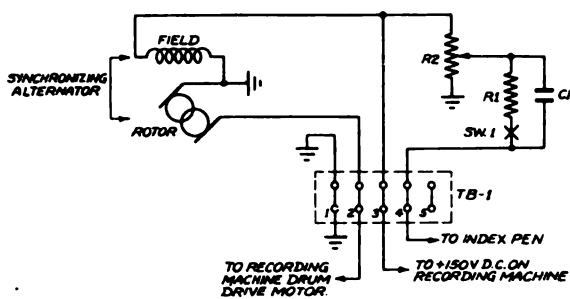 FIELD
SYNCHRONIZING
ALTERNATOR
ROTOR
R2
R1
C1
SW.1
TB-1
1 2 3 4 5
TO INDEX PEN
TO +150V D.C. ON
RECORDING MACHINE
TO RECORDING
MACHINE DRUM
DRIVE MOTOR.